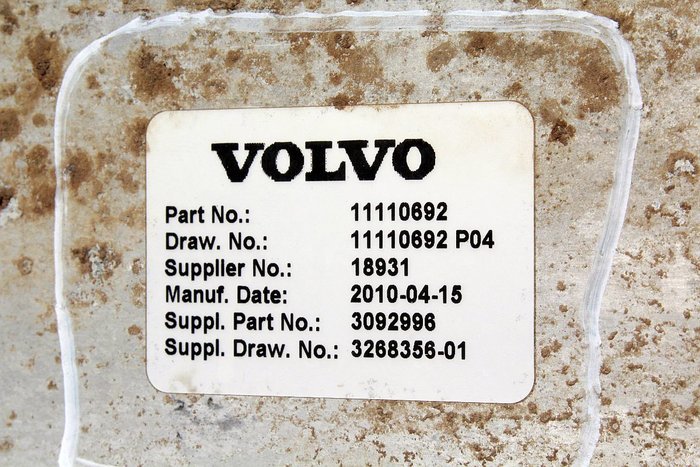 VOLVO
Part No.: 11110692
Draw. No.: 11110692 P04
Supplier No.: 18931
Manuf. Date: 2010-04-15
Suppl. Part No.: 3092996
Suppl. Draw. No.: 3268356-01